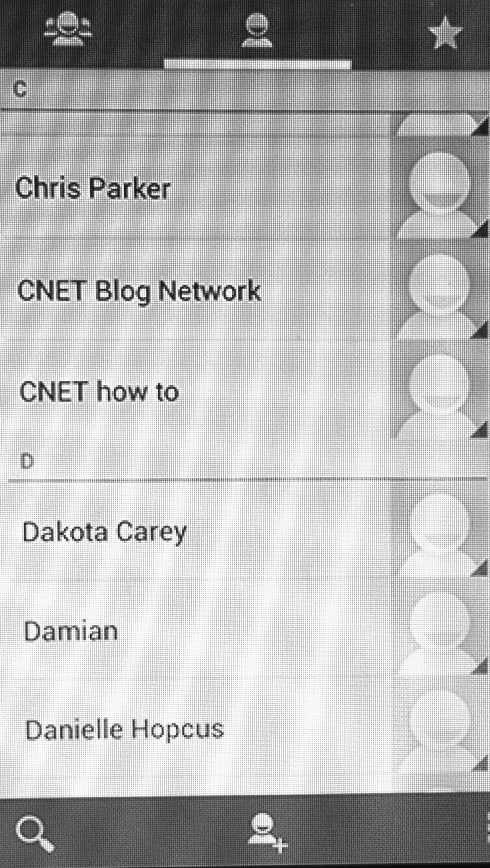 C
Chris Parker
CNET Blog Network
CNET how to
D
Dakota Carey
Damian
Danielle Hopcus